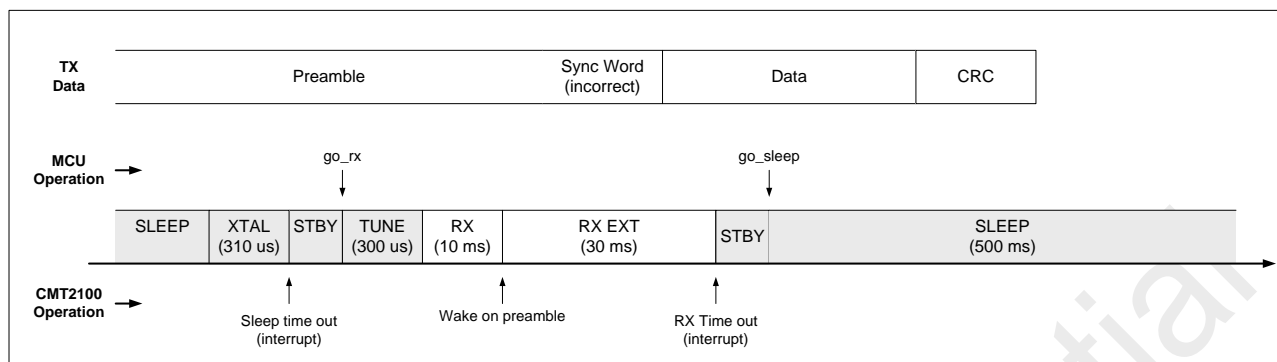 TX
Data
Preamble
Sync Word
(incorrect)
Data
CRC
MCU
Operation
go_rx
go_sleep
SLEEP
XTAL
(310 us)
STBY
TUNE
(300 us)
RX
(10 ms)
RX EXT
(30 ms)
STBY
SLEEP
(500 ms)
CMT2100
Operation
Sleep time out
(interrupt)
Wake on preamble
RX Time out
(interrupt)